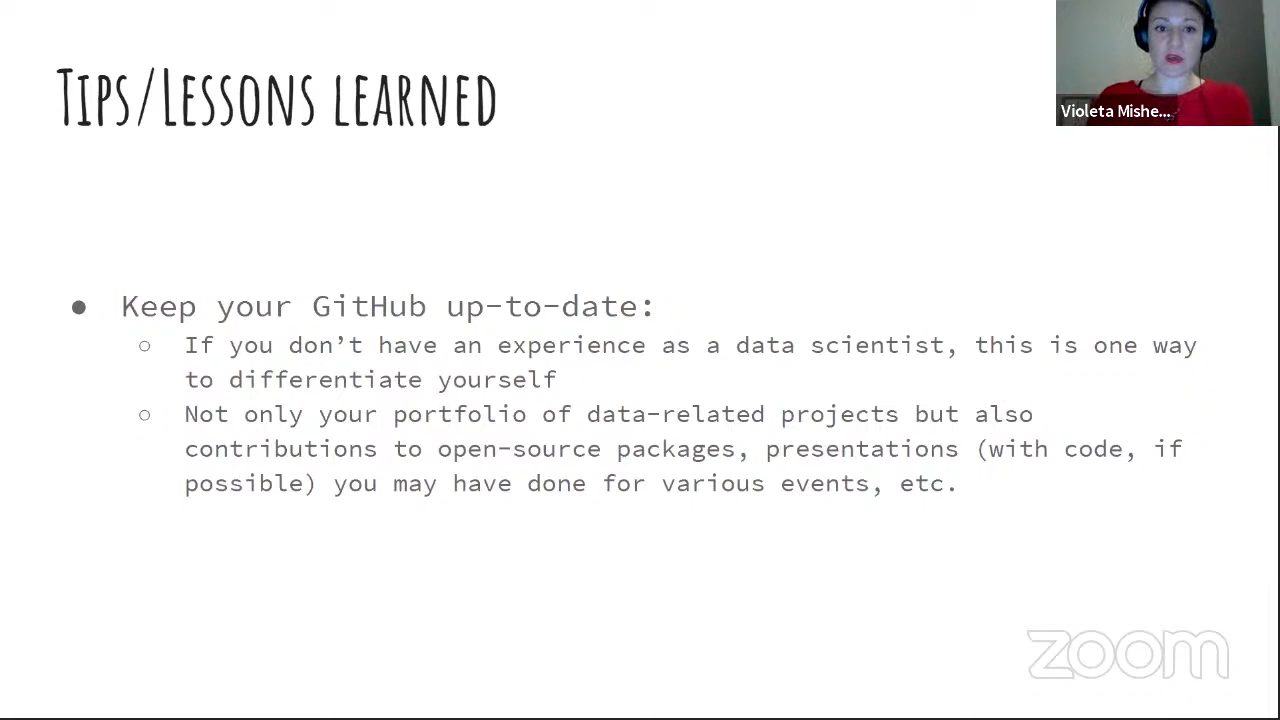 Tips/Lessons learned
Violeta Mishe...
● Keep your GitHub up-to-date:
○ If you don’t have an experience as a data scientist, this is one way
to differentiate yourself
○ Not only your portfolio of data-related projects but also
contributions to open-source packages, presentations (with code, if
possible) you may have done for various events, etc.
zoom